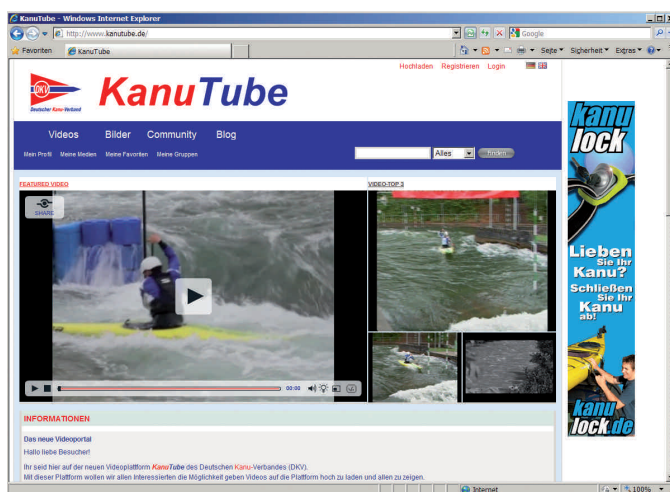 KanuTube - Windows Internet Explorer
http://www.kanutube.de/
Google
Favoriten
KanuTube
Seite
Sicherheit
Extras
Hochladen Registrieren Login
DKV
Deutscher Kanu-Verband
KanuTube
Videos Bilder Community Blog
Mein Profil Meine Medien Meine Favoriten Meine Gruppen
Alles
finden
FEATURED VIDEO
VIDEO-TOP 3
SHARE
00:00
kanu
lock
Lieben
Sie Ihr
Kanu?
Schließen
Sie Ihr
Kanu
ab!
kanu
lock.de
INFORMATIONEN
Das neue Videoportal
Hallo liebe Besucher!
Ihr seid hier auf der neuen Videoplattform KanuTube des Deutschen Kanu-Verbandes (DKV).
Mit dieser Plattform wollen wir allen Interessierten die Möglichkeit geben Videos auf die Plattform hoch zu laden und allen zu zeigen.
Internet
100%